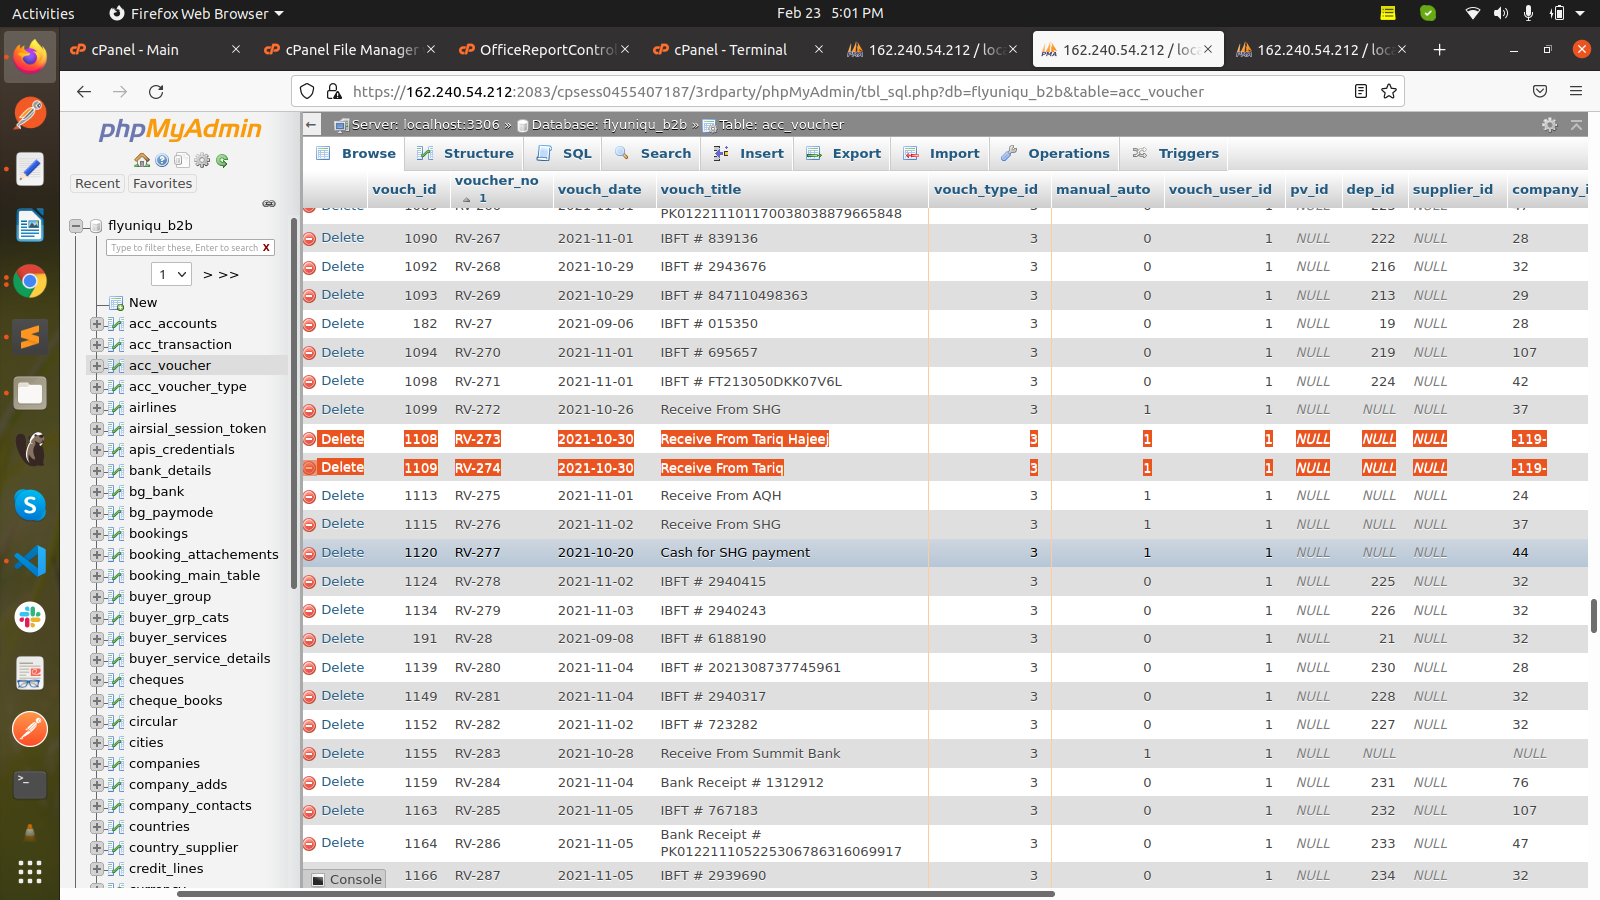 Activities Firefox Web Browser Feb 23 5:01 PM
cPanel - Main cPanel File Manager OfficeReportControl cPanel - Terminal 162.240.54.212 / loca 162.240.54.212 / loca 162.240.54.212 / loca
https://162.240.54.212:2083/cpsess0455407187/3rdparty/phpMyAdmin/tbl_sql.php?db=flyuniqu_b2b&table=acc_voucher
phpMyAdmin
Recent Favorites
flyuniqu_b2b
Type to filter these, Enter to search X
1 > >>
New
acc_accounts
acc_transaction
acc_voucher
acc_voucher_type
airlines
airsial_session_token
apis_credentials
bank_details
bg_bank
bg_paymode
bookings
booking_attachements
booking_main_table
buyer_group
buyer_grp_cats
buyer_services
buyer_service_details
cheques
cheque_books
circular
cities
companies
company_adds
company_contacts
countries
country_supplier
credit_lines
currency
Server: localhost:3306 » Database: flyuniqu_b2b » Table: acc_voucher
Browse Structure SQL Search Insert Export Import Operations Triggers
vouch_id voucher_no 1 vouch_date vouch_title vouch_type_id manual_auto vouch_user_id pv_id dep_id supplier_id company_i
PK012211101170038038879665848
Delete 1090 RV-267 2021-11-01 IBFT # 839136 3 0 1 NULL 222 NULL 28
Delete 1092 RV-268 2021-10-29 IBFT # 2943676 3 0 1 NULL 216 NULL 32
Delete 1093 RV-269 2021-10-29 IBFT # 847110498363 3 0 1 NULL 213 NULL 29
Delete 182 RV-27 2021-09-06 IBFT # 015350 3 0 1 NULL 19 NULL 28
Delete 1094 RV-270 2021-11-01 IBFT # 695657 3 0 1 NULL 219 NULL 107
Delete 1098 RV-271 2021-11-01 IBFT # FT213050DKK07V6L 3 0 1 NULL 224 NULL 42
Delete 1099 RV-272 2021-10-26 Receive From SHG 3 1 1 NULL NULL NULL 37
Delete 1108 RV-273 2021-10-30 Receive From Tariq Hajeej 3 1 1 NULL NULL NULL -119-
Delete 1109 RV-274 2021-10-30 Receive From Tariq 3 1 1 NULL NULL NULL -119-
Delete 1113 RV-275 2021-11-01 Receive From AQH 3 1 1 NULL NULL NULL 24
Delete 1115 RV-276 2021-11-02 Receive From SHG 3 1 1 NULL NULL NULL 37
Delete 1120 RV-277 2021-10-20 Cash for SHG payment 3 1 1 NULL NULL NULL 44
Delete 1124 RV-278 2021-11-02 IBFT # 2940415 3 0 1 NULL 225 NULL 32
Delete 1134 RV-279 2021-11-03 IBFT # 2940243 3 0 1 NULL 226 NULL 32
Delete 191 RV-28 2021-09-08 IBFT # 6188190 3 0 1 NULL 21 NULL 32
Delete 1139 RV-280 2021-11-04 IBFT # 2021308737745961 3 0 1 NULL 230 NULL 28
Delete 1149 RV-281 2021-11-04 IBFT # 2940317 3 0 1 NULL 228 NULL 32
Delete 1152 RV-282 2021-11-02 IBFT # 723282 3 0 1 NULL 227 NULL 32
Delete 1155 RV-283 2021-10-28 Receive From Summit Bank 3 1 1 NULL NULL NULL
Delete 1159 RV-284 2021-11-04 Bank Receipt # 1312912 3 0 1 NULL 231 NULL 76
Delete 1163 RV-285 2021-11-05 IBFT # 767183 3 0 1 NULL 232 NULL 107
Delete 1164 RV-286 2021-11-05 Bank Receipt # PK012211105225306786316069917 3 0 1 NULL 233 NULL 47
1166 RV-287 2021-11-05 IBFT # 2939690 3 0 1 NULL 234 NULL 32
Console